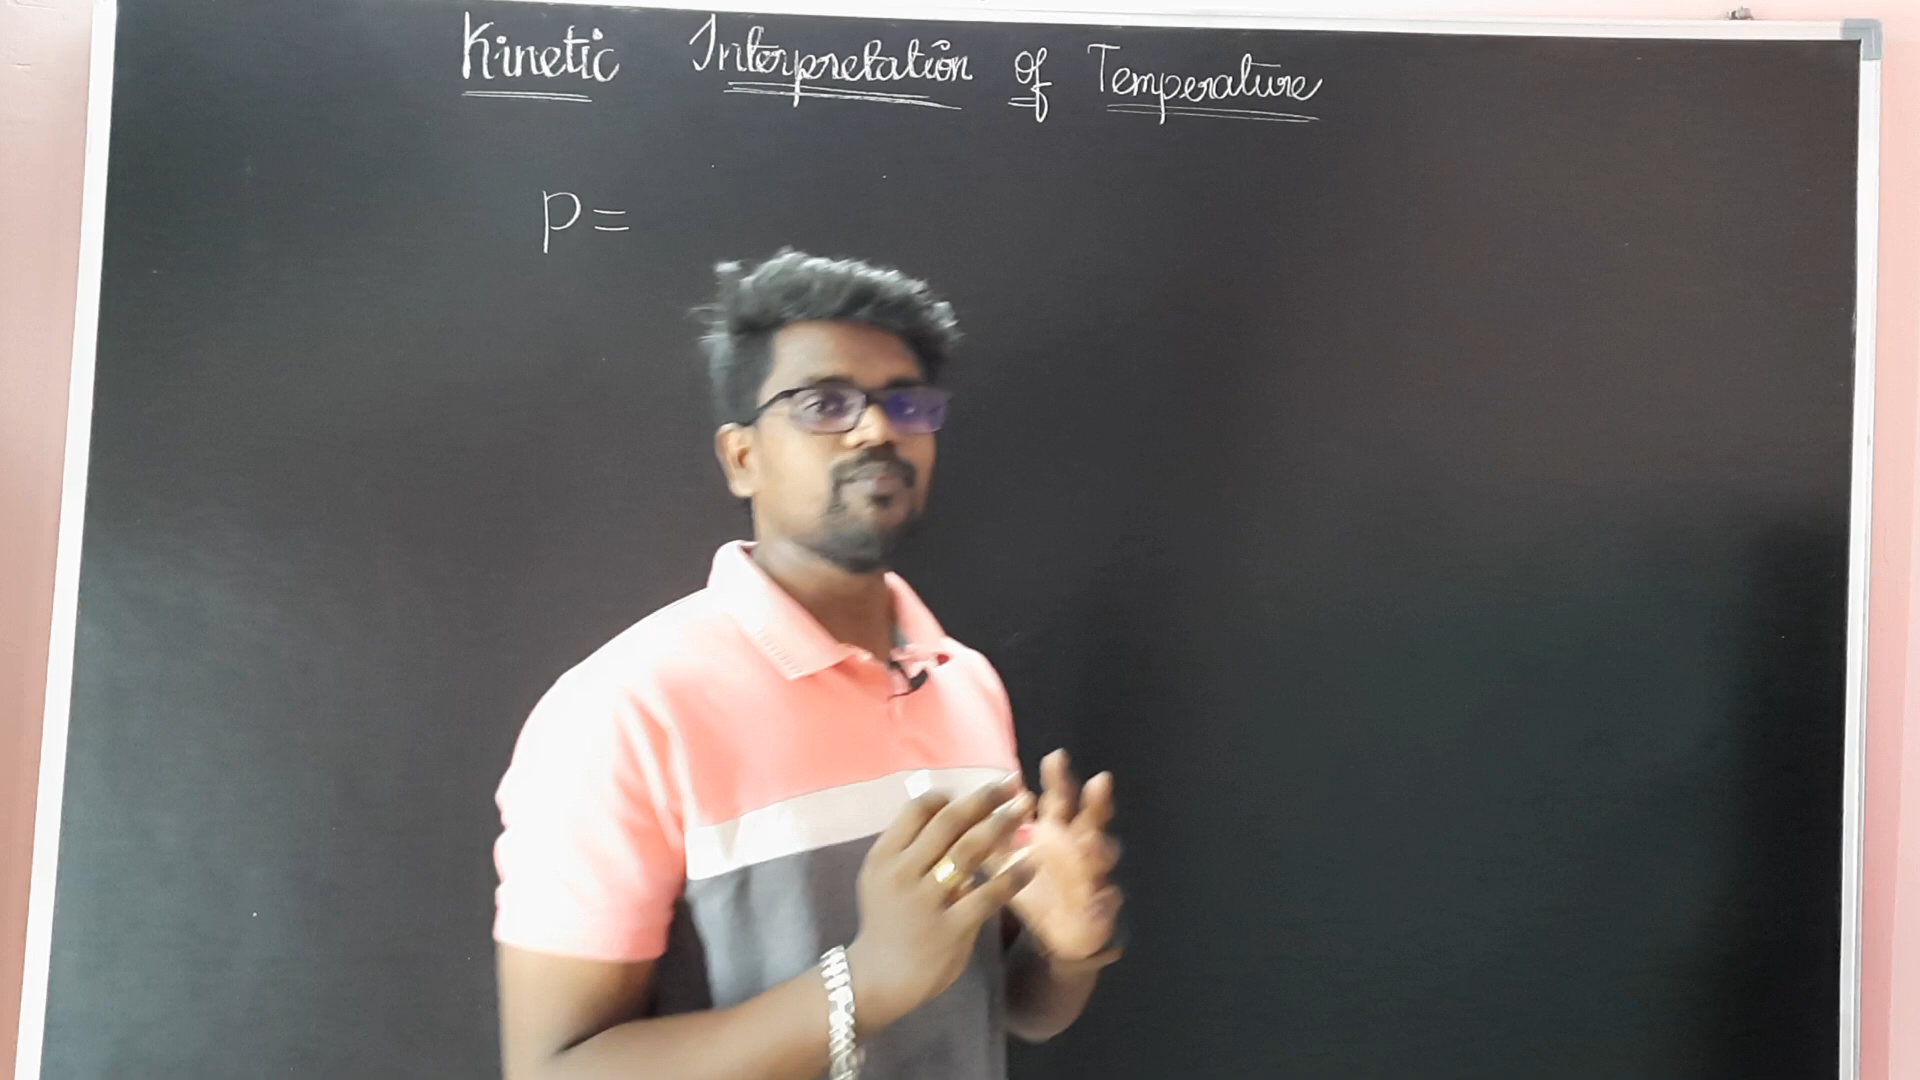 Kinetic Interpretation of Temperature
P =